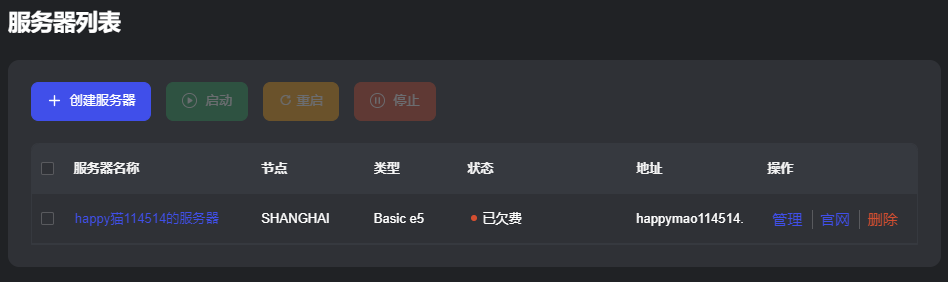 服务器列表
创建服务器 启动 重启 停止
服务器名称 节点 类型 状态 地址 操作
happy猫114514的服务器 SHANGHAI Basic e5 已欠费 happymao114514. 管理 官网 删除